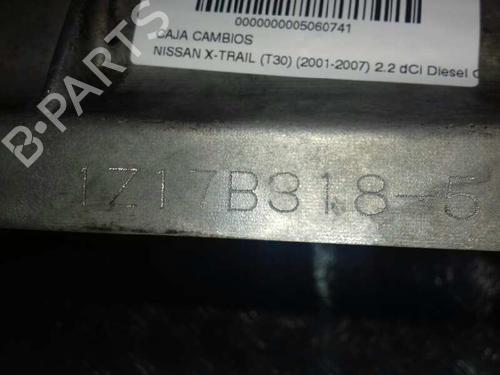 0000000005060741
CAJA CAMBIOS
NISSAN X-TRAIL (T30) (2001-2007) 2.2 dCi Diesel
B-PARTS
1Z17B318-5